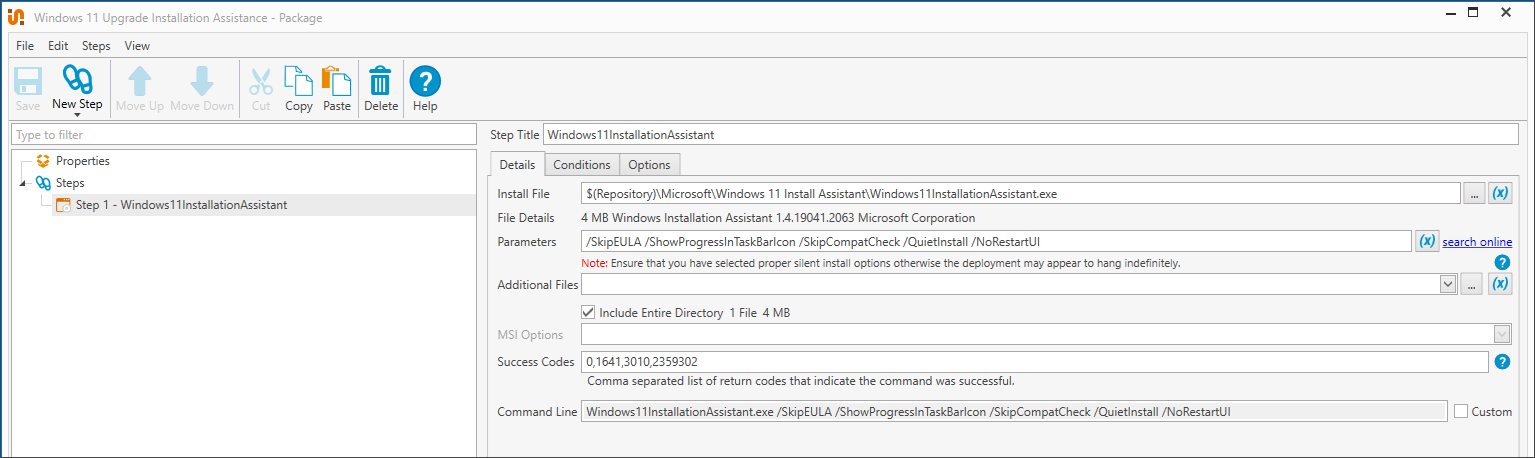 Windows 11 Upgrade Installation Assistance - Package
File Edit Steps View
Save New Step Move Up Move Down Cut Copy Paste Delete Help
Type to filter
Properties
Steps
Step 1 - Windows11InstallationAssistant
Step Title Windows11InstallationAssistant
Details Conditions Options
Install File $(Repository)\Microsoft\Windows 11 Install Assistant\Windows11InstallationAssistant.exe ... (x)
File Details 4 MB Windows Installation Assistant 1.4.19041.2063 Microsoft Corporation
Parameters /SkipEULA /ShowProgressInTaskBarIcon /SkipCompatCheck /QuietInstall /NoRestartUI (x) search online
Note: Ensure that you have selected proper silent install options otherwise the deployment may appear to hang indefinitely. ?
Additional Files ... (x)
Include Entire Directory 1 File 4 MB
MSI Options
Success Codes 0,1641,3010,2359302 ?
Comma separated list of return codes that indicate the command was successful.
Command Line Windows11InstallationAssistant.exe /SkipEULA /ShowProgressInTaskBarIcon /SkipCompatCheck /QuietInstall /NoRestartUI Custom